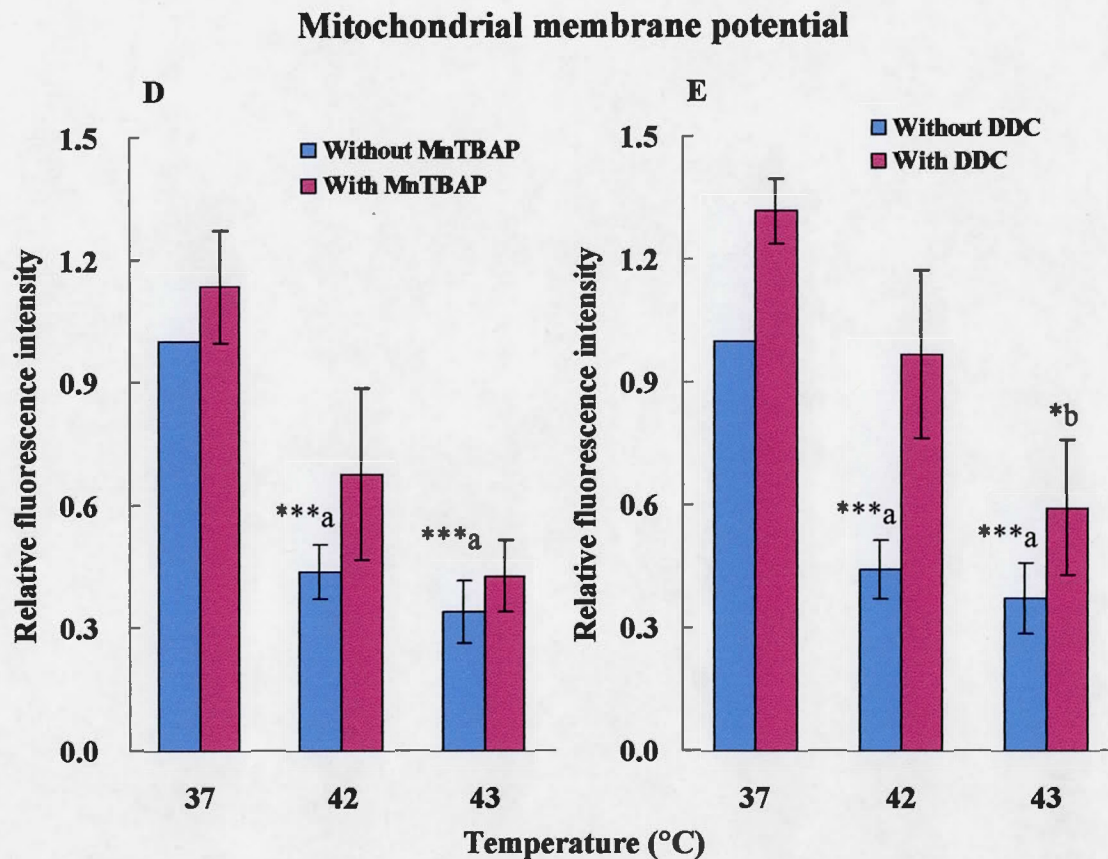 Mitochondrial membrane potential
D
Without MnTBAP
With MnTBAP
Relative fluorescence intensity
1.5
1.2
0.9
0.6
0.3
0.0
***a
***a
37
42
43
E
Without DDC
With DDC
Relative fluorescence intensity
1.5
1.2
0.9
0.6
0.3
0.0
***a
***a
*b
37
42
43
Temperature (°C)